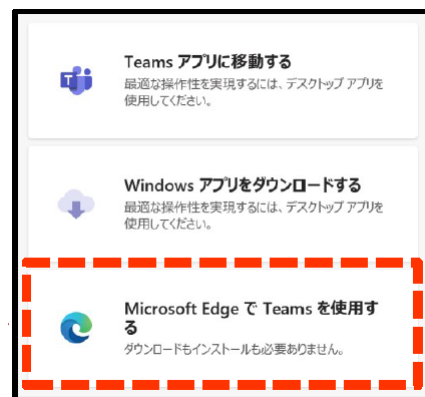 Teams アプリに移動する
最適な操作性を実現するには、デスクトップ アプリを
使用してください。
Windows アプリをダウンロードする
最適な操作性を実現するには、デスクトップ アプリを
使用してください。
Microsoft Edge で Teams を使用す
る
ダウンロードもインストールも必要ありません。